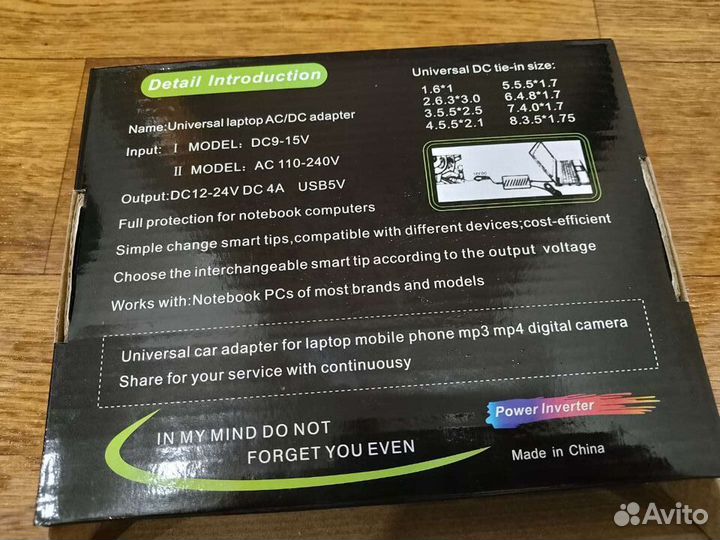 Detail Introduction
Name:Universal laptop AC/DC adapter
Input: I MODEL: DC9-15V
II MODEL: AC 110-240V
Output:DC12-24V DC 4A USB5V
Full protection for notebook computers
Simple change smart tips,compatible with different devices;cost-efficient
Choose the interchangeable smart tip according to the output voltage
Works with:Notebook PCs of most brands and models
Universal DC tie-in size:
1.6*1 5.5.5*1.7
2.6.3*3.0 6.4.8*1.7
3.5.5*2.5 7.4.0*1.7
4.5.5*2.1 8.3.5*1.75
Universal car adapter for laptop mobile phone mp3 mp4 digital camera
Share for your service with continuousy
IN MY MIND DO NOT
FORGET YOU EVEN
Power Inverter
Made in China
Avito